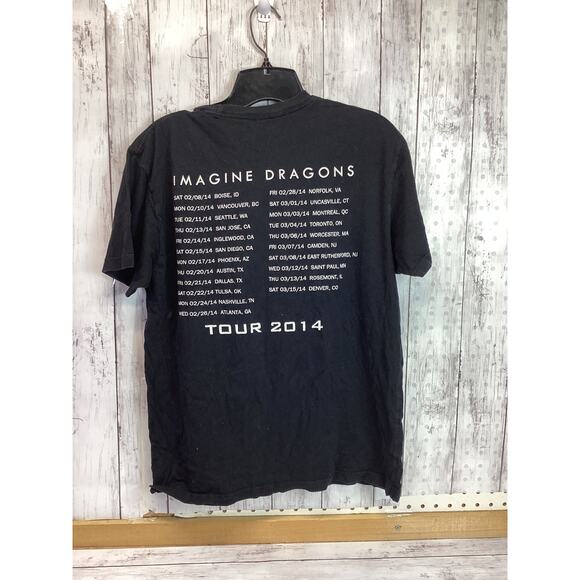 IMAGINE DRAGONS
SAT 02/08/14 BOISE, ID
MON 02/10/14 VANCOUVER, BC
TUE 02/11/14 SEATTLE, WA
THU 02/13/14 SAN JOSE, CA
FRI 02/14/14 INGLEWOOD, CA
SAT 02/15/14 SAN DIEGO, CA
MON 02/17/14 PHOENIX, AZ
THU 02/20/14 AUSTIN, TX
FRI 02/21/14 DALLAS, TX
SAT 02/22/14 TULSA, OK
MON 02/24/14 NASHVILLE, TN
WED 02/26/14 ATLANTA, GA
FRI 02/28/14 NORFOLK, VA
SAT 03/01/14 UNCASVILLE, CT
MON 03/03/14 MONTREAL, QC
TUE 03/04/14 TORONTO, ON
THU 03/06/14 WORCESTER, MA
FRI 03/07/14 CAMDEN, NJ
SAT 03/08/14 EAST RUTHERFORD, NJ
WED 03/12/14 SAINT PAUL, MN
THU 03/13/14 ROSEMONT, IL
SAT 03/15/14 DENVER, CO
TOUR 2014